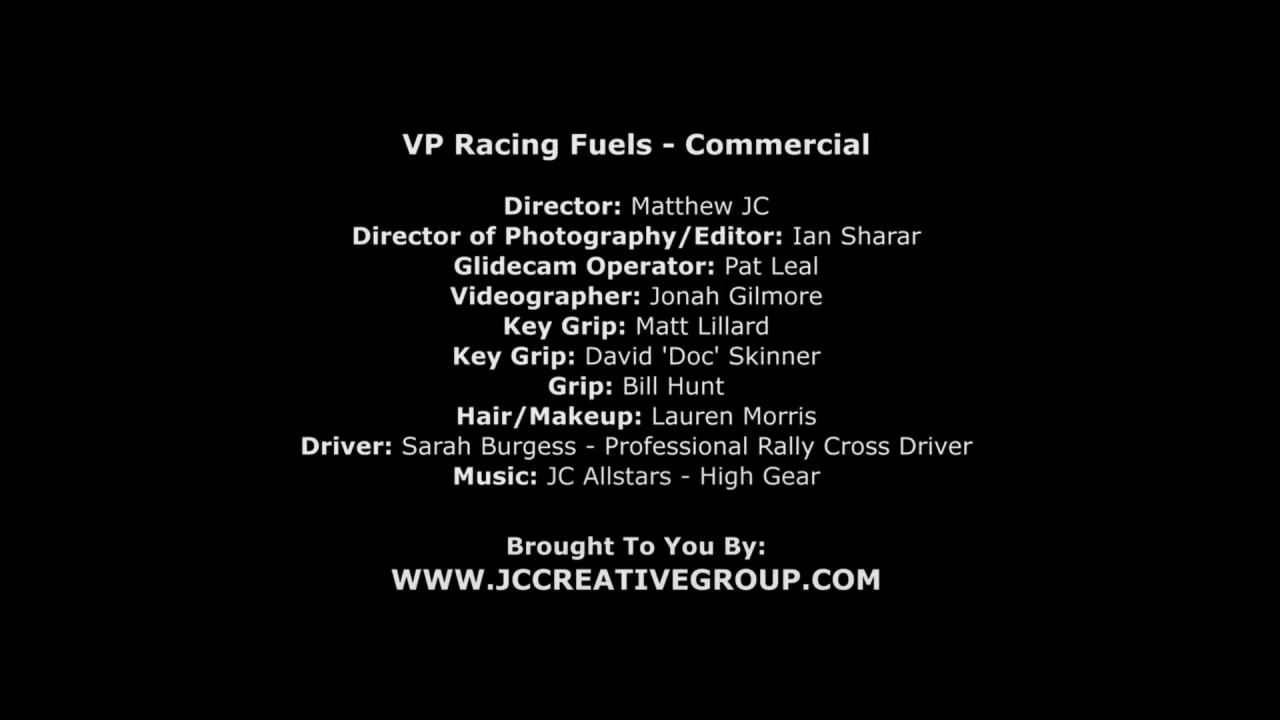 VP Racing Fuels - Commercial
Director: Matthew JC
Director of Photography/Editor: Ian Sharar
Glidecam Operator: Pat Leal
Videographer: Jonah Gilmore
Key Grip: Matt Lillard
Key Grip: David 'Doc' Skinner
Grip: Bill Hunt
Hair/Makeup: Lauren Morris
Driver: Sarah Burgess - Professional Rally Cross Driver
Music: JC Allstars - High Gear
Brought To You By:
WWW.JCCREATIVEGROUP.COM